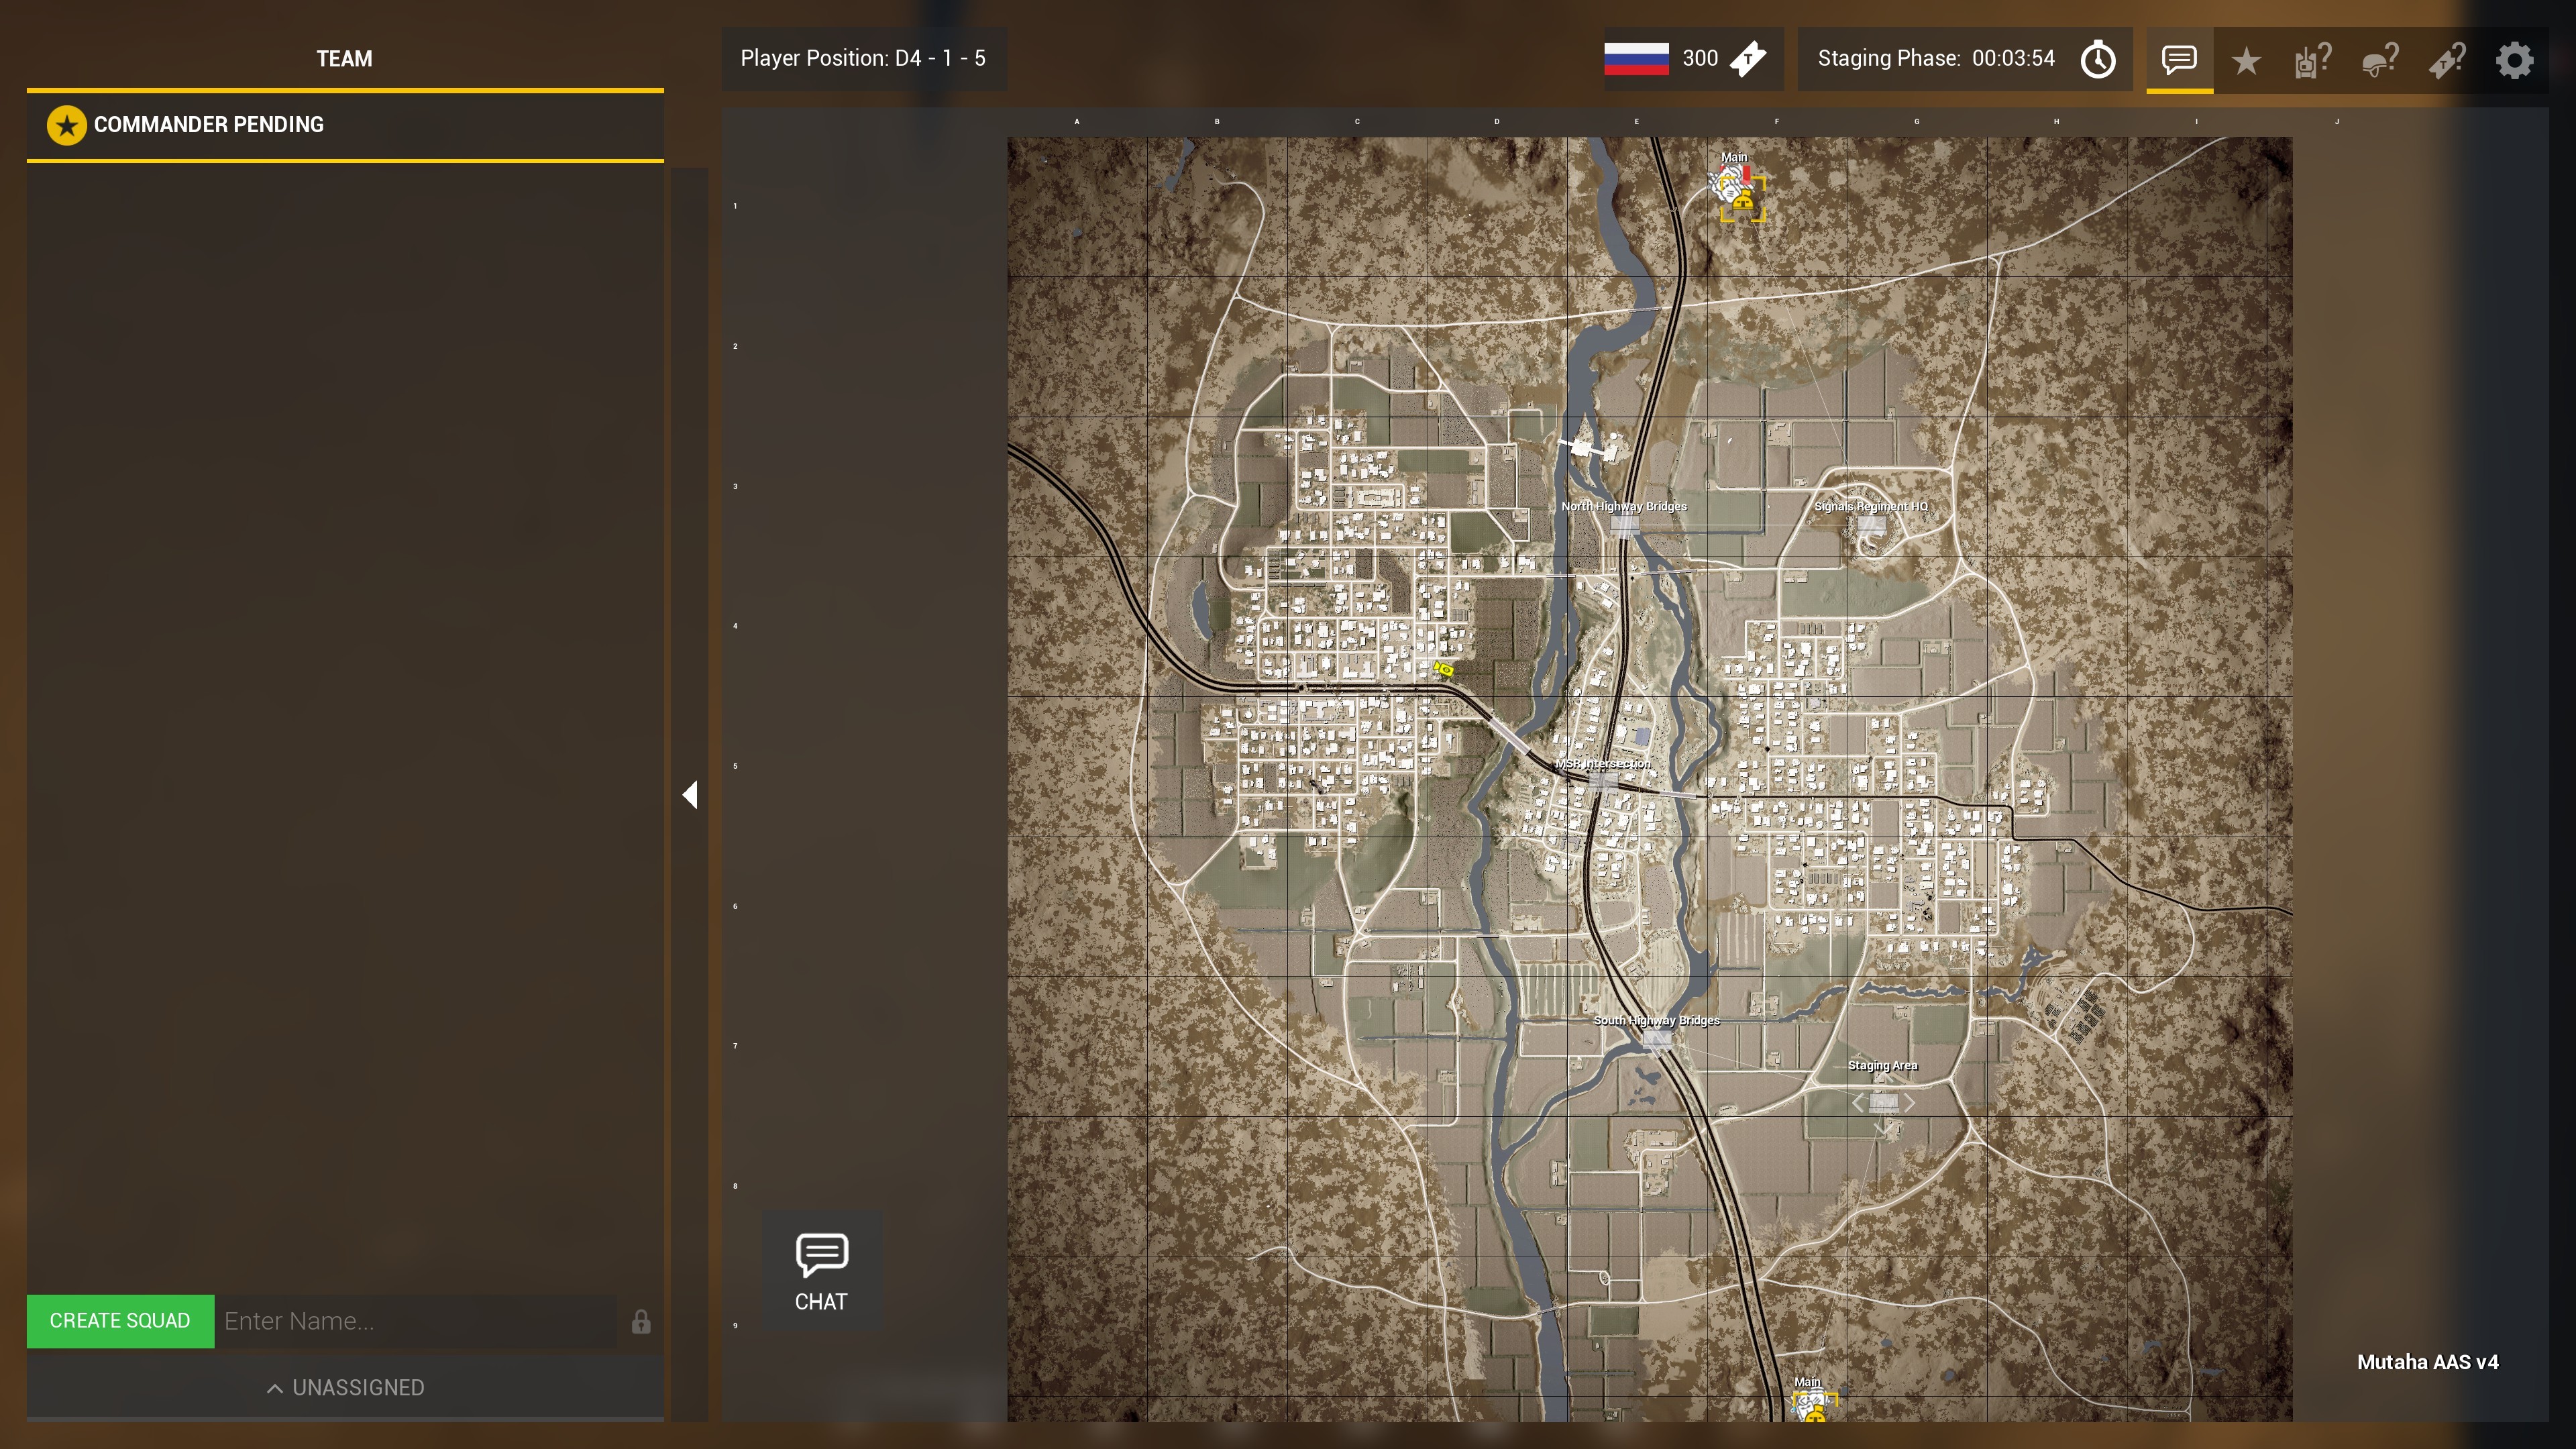 TEAM
Player Position: D4 - 1 - 5
300
Staging Phase: 00:03:54
COMMANDER PENDING
A B C D E F G H I J
Main
1
2
3
North Highway Bridges
Signals Regiment HQ
4
5
MSR Intersection
6
7
South Highway Bridges
Staging Area
8
CHAT
9
CREATE SQUAD
Enter Name...
Mutaha AAS v4
UNASSIGNED
Main